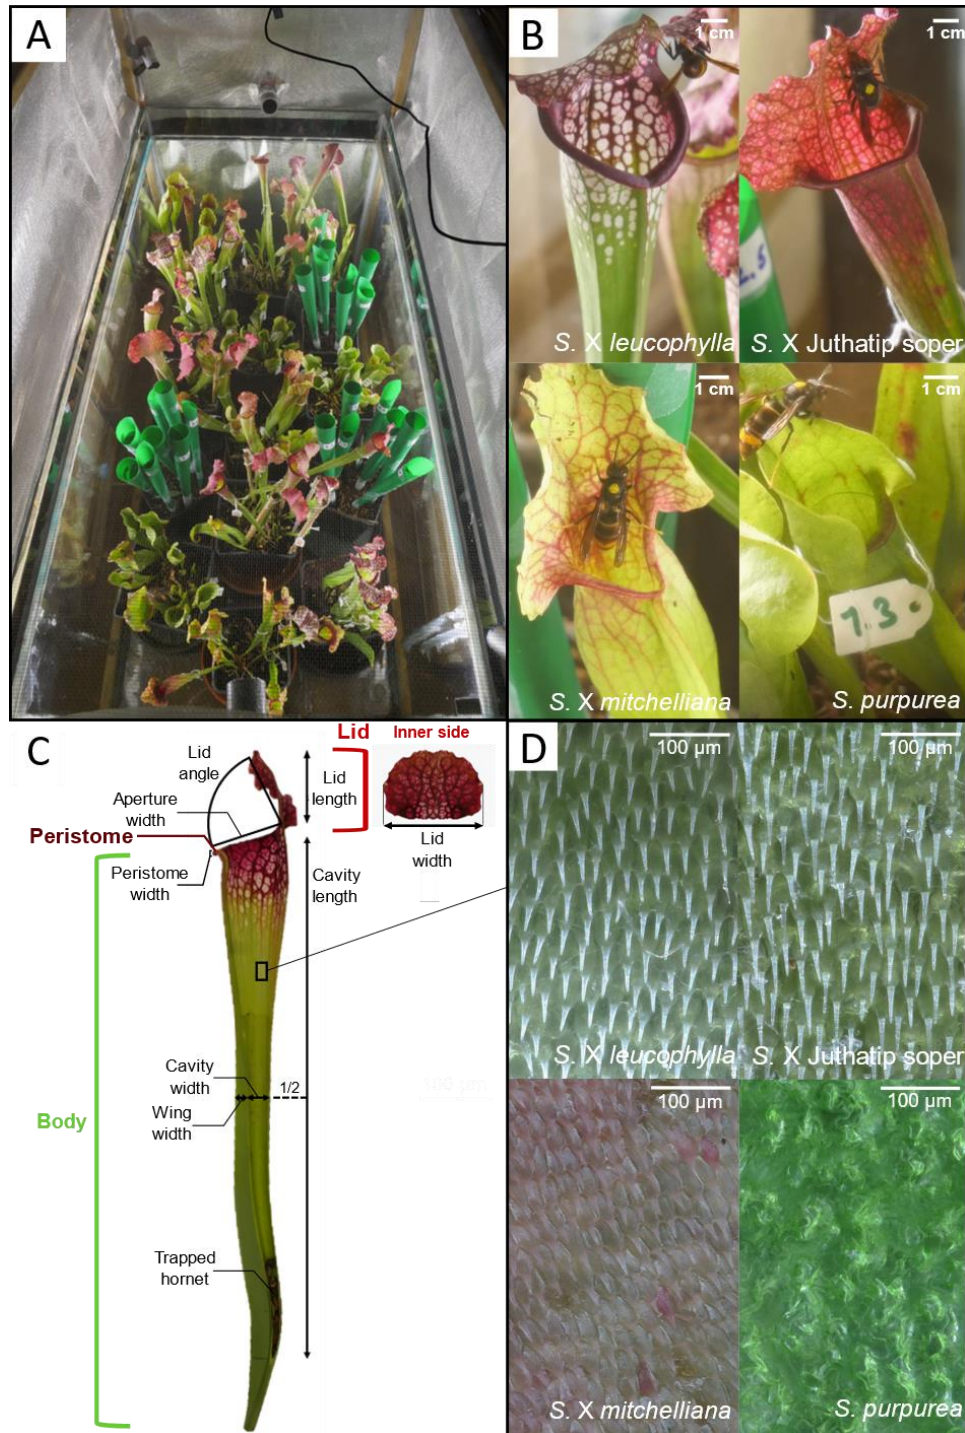 A
B
1 cm
1 cm
2.5
S. X leucophylla
S. X Juthatip soper
1 cm
1 cm
7.3
S. X mitchelliana
S. purpurea
C
Lid
angle
Aperture
width
Peristome
Peristome
width
Lid
Lid
length
Inner side
Lid
width
Cavity
length
Cavity
width
1/2
Wing
width
Body
Trapped
hornet
D
100 µm
100 µm
S. X leucophylla
S. X Juthatip soper
100 µm
100 µm
S. X mitchelliana
S. purpurea